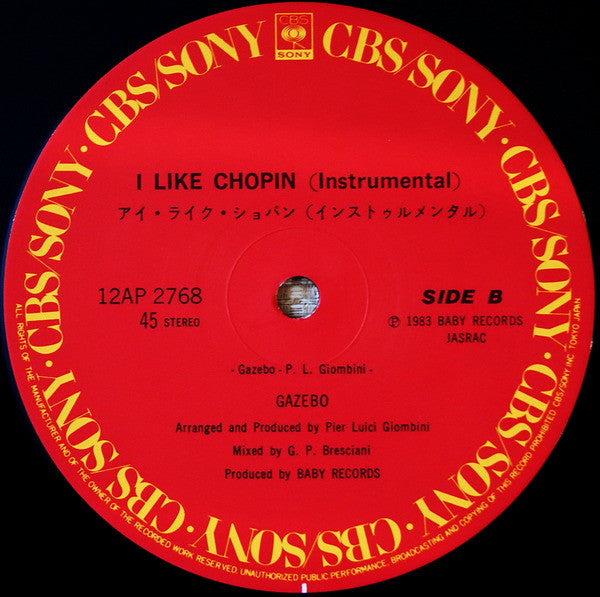 CBS
SONY
CBS/SONY · CBS/SONY · CBS/SONY · CBS/SONY · CBS/SONY · CBS/SONY · CBS/SONY · CBS/SONY ·
I LIKE CHOPIN (Instrumental)
アイ・ライク・ショパン (インストゥルメンタル)
12AP 2768
45 STEREO
SIDE B
Ⓟ 1983 BABY RECORDS
JASRAC
- Gazebo - P. L. Giombini -
GAZEBO
Arranged and Produced by Pier Luici Giombini
Mixed by G. P. Bresciani
Produced by BABY RECORDS
ALL RIGHTS OF THE MANUFACTURER AND OF THE OWNER OF THE RECORDED WORK RESERVED. UNAUTHORIZED PUBLIC PERFORMANCE, BROADCASTING AND COPYING OF THIS RECORD PROHIBITED CBS/SONY INC. TOKYO JAPAN